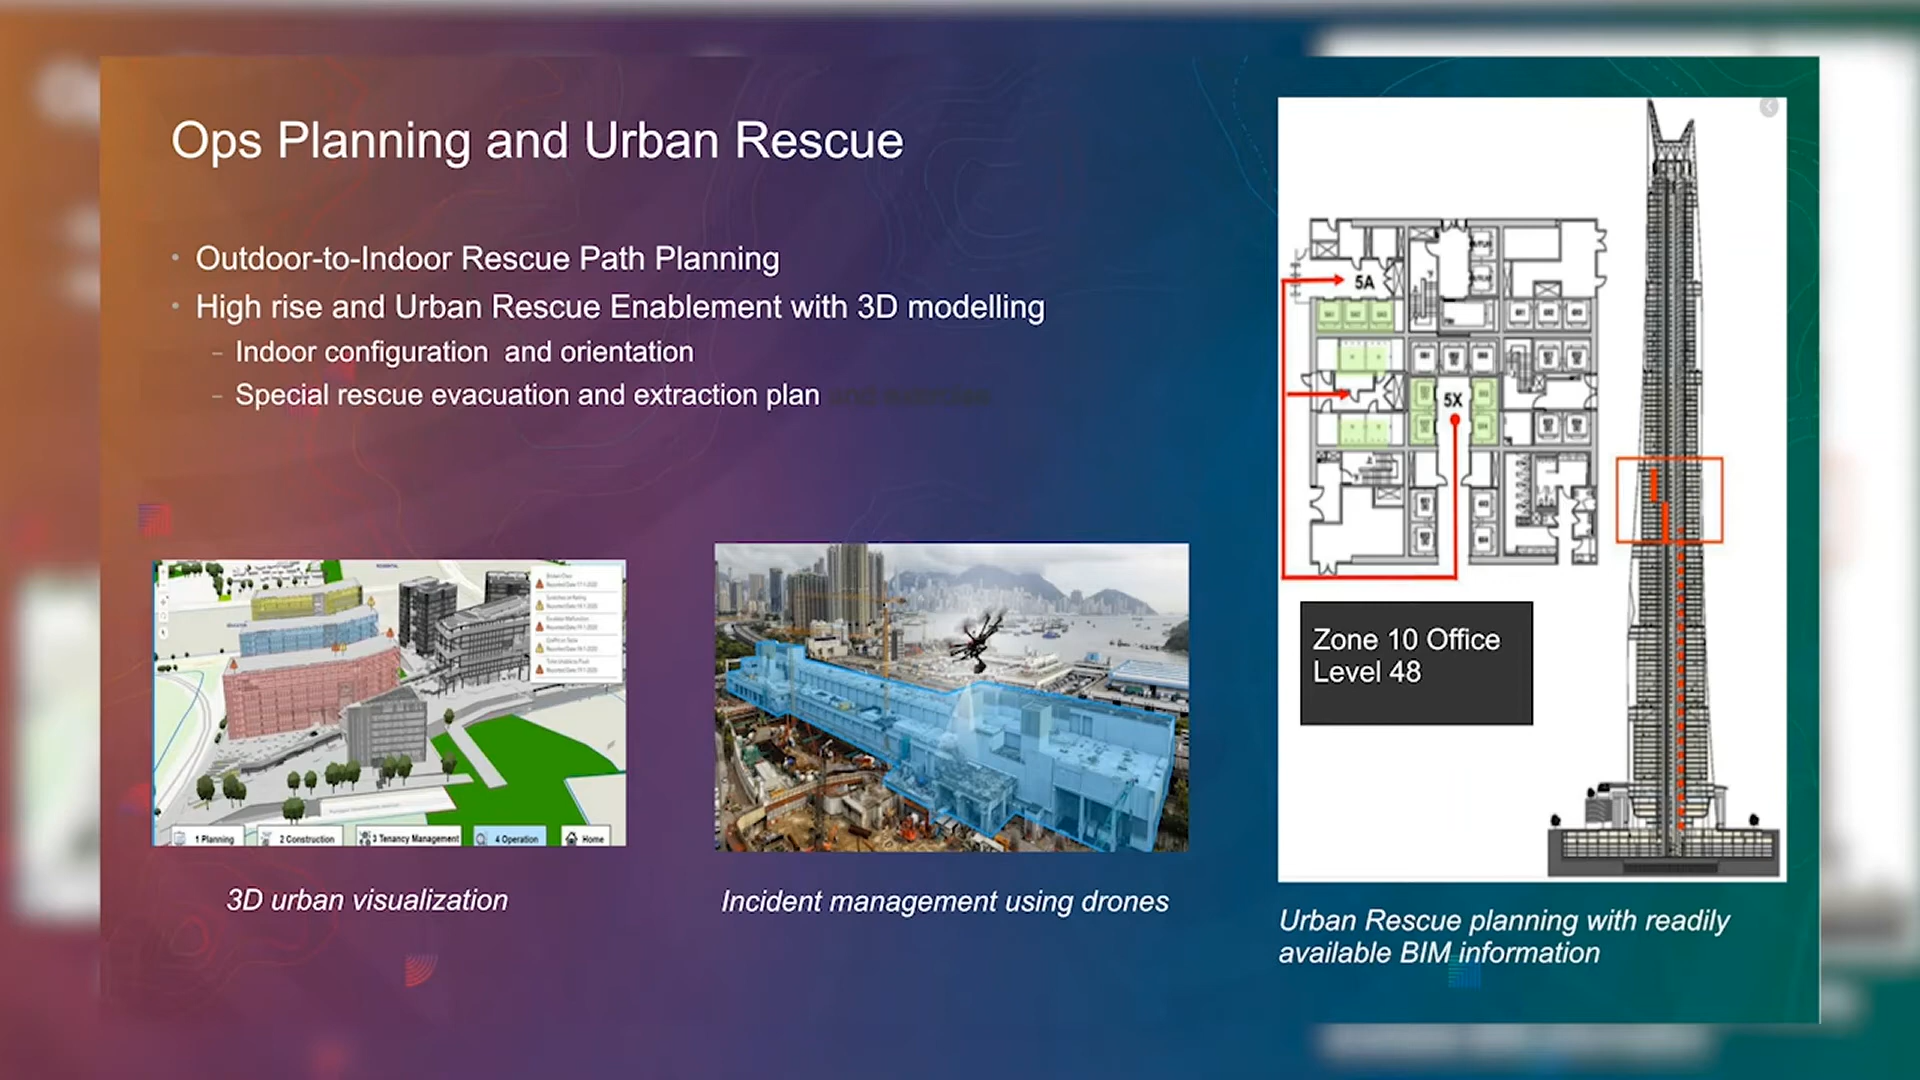 Ops Planning and Urban Rescue
Outdoor-to-Indoor Rescue Path Planning
High rise and Urban Rescue Enablement with 3D modelling
Indoor configuration and orientation
Special rescue evacuation and extraction plan
5A
5X
Zone 10 Office
Level 48
1 Planning
2 Construction
3 Tenancy Management
4 Operation
Home
3D urban visualization
Incident management using drones
Urban Rescue planning with readily
available BIM information